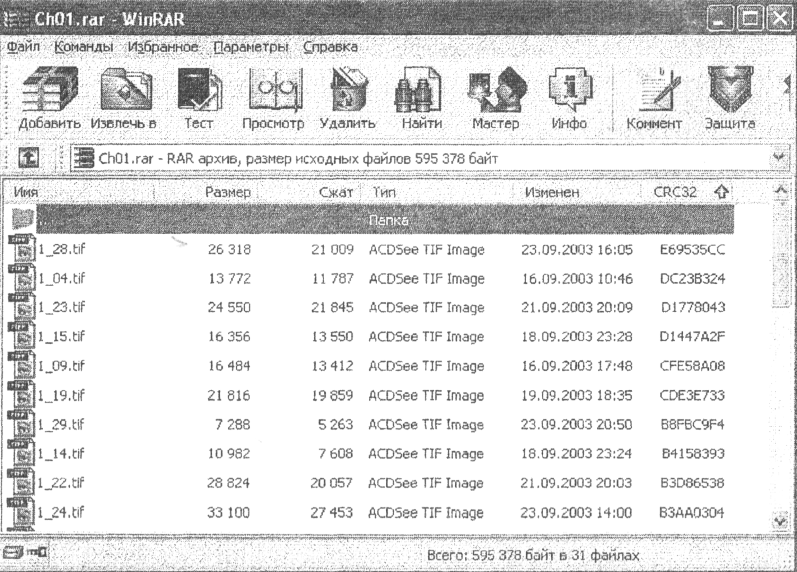 Ch01.rar - WinRAR
Файл Команды Избранное Параметры Справка
Добавить Извлечь в Тест Просмотр Удалить Найти Мастер Инфо Коммент Защита
Ch01.rar - RAR архив, размер исходных файлов 595 378 байт
Имя Размер Сжат Тип Изменен CRC32
.. Папка
1_28.tif 26 318 21 009 ACDSee TIF Image 23.09.2003 16:05 E69535CC
1_04.tif 13 772 11 787 ACDSee TIF Image 16.09.2003 10:46 DC23B324
1_23.tif 24 550 21 845 ACDSee TIF Image 21.09.2003 20:09 D1778043
1_15.tif 16 356 13 550 ACDSee TIF Image 18.09.2003 23:28 D1447A2F
1_09.tif 16 484 13 412 ACDSee TIF Image 16.09.2003 17:48 CFE58A08
1_19.tif 21 816 19 859 ACDSee TIF Image 19.09.2003 18:35 CDE3E733
1_29.tif 7 288 5 263 ACDSee TIF Image 23.09.2003 20:50 B8FBC9F4
1_14.tif 10 982 7 608 ACDSee TIF Image 18.09.2003 23:24 B4158393
1_22.tif 28 824 20 057 ACDSee TIF Image 21.09.2003 20:03 B3D86538
1_24.tif 33 100 27 453 ACDSee TIF Image 23.09.2003 14:00 B3AA0304
Всего: 595 378 байт в 31 файлах